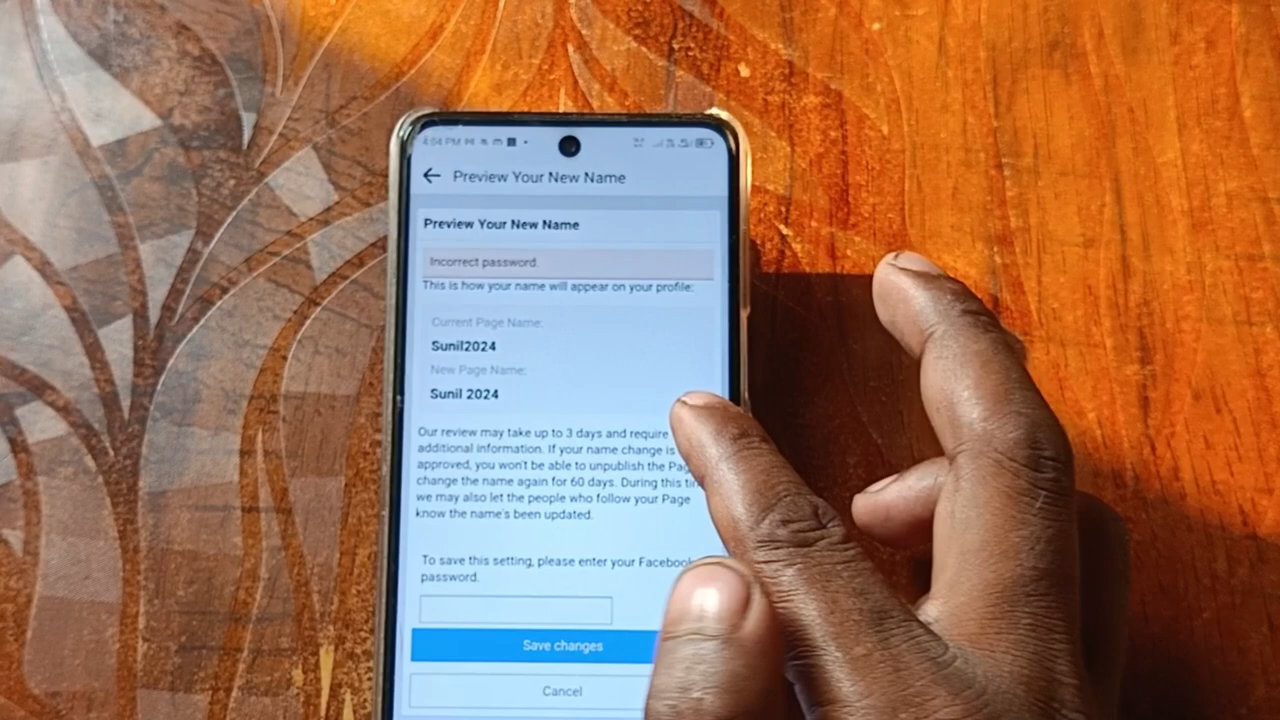 4:04 PM
Preview Your New Name
Preview Your New Name
Incorrect password.
This is how your name will appear on your profile:
Current Page Name:
Sunil2024
New Page Name:
Sunil 2024
Our review may take up to 3 days and require
additional information. If your name change is
approved, you won't be able to unpublish the
change the name again for 60 days. During this
we may also let the people who follow your Page
know the name's been updated.
To save this setting, please enter your Facebook
password.
Save changes
Cancel